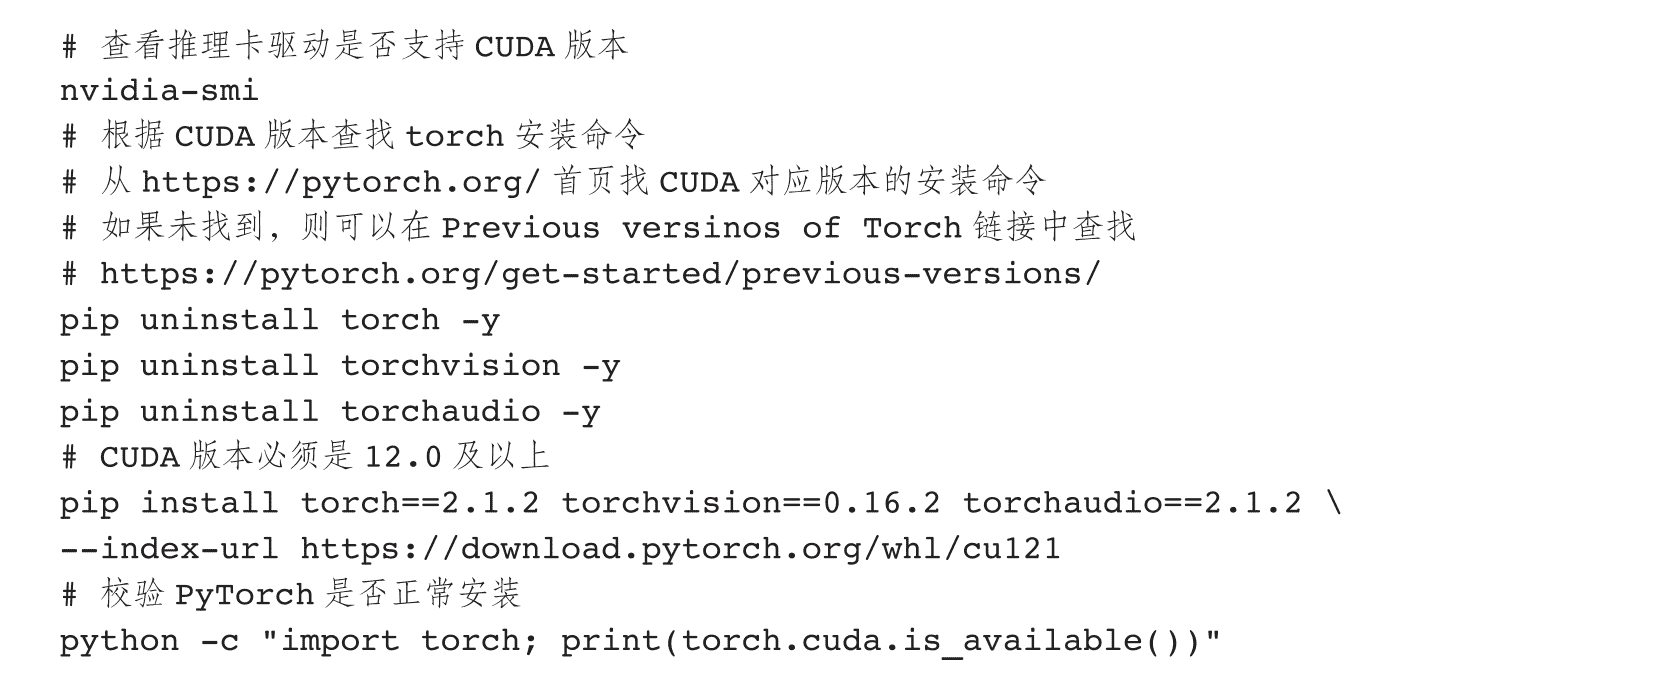 # 查看推理卡驱动是否支持 CUDA 版本
nvidia-smi
# 根据 CUDA 版本查找 torch 安装命令
# 从 https://pytorch.org/ 首页找 CUDA 对应版本的安装命令
# 如果未找到，则可以在 Previous versinos of Torch 链接中查找
# https://pytorch.org/get-started/previous-versions/
pip uninstall torch -y
pip uninstall torchvision -y
pip uninstall torchaudio -y
# CUDA 版本必须是 12.0 及以上
pip install torch==2.1.2 torchvision==0.16.2 torchaudio==2.1.2 \
--index-url https://download.pytorch.org/whl/cu121
# 校验 PyTorch 是否正常安装
python -c "import torch; print(torch.cuda.is_available())"